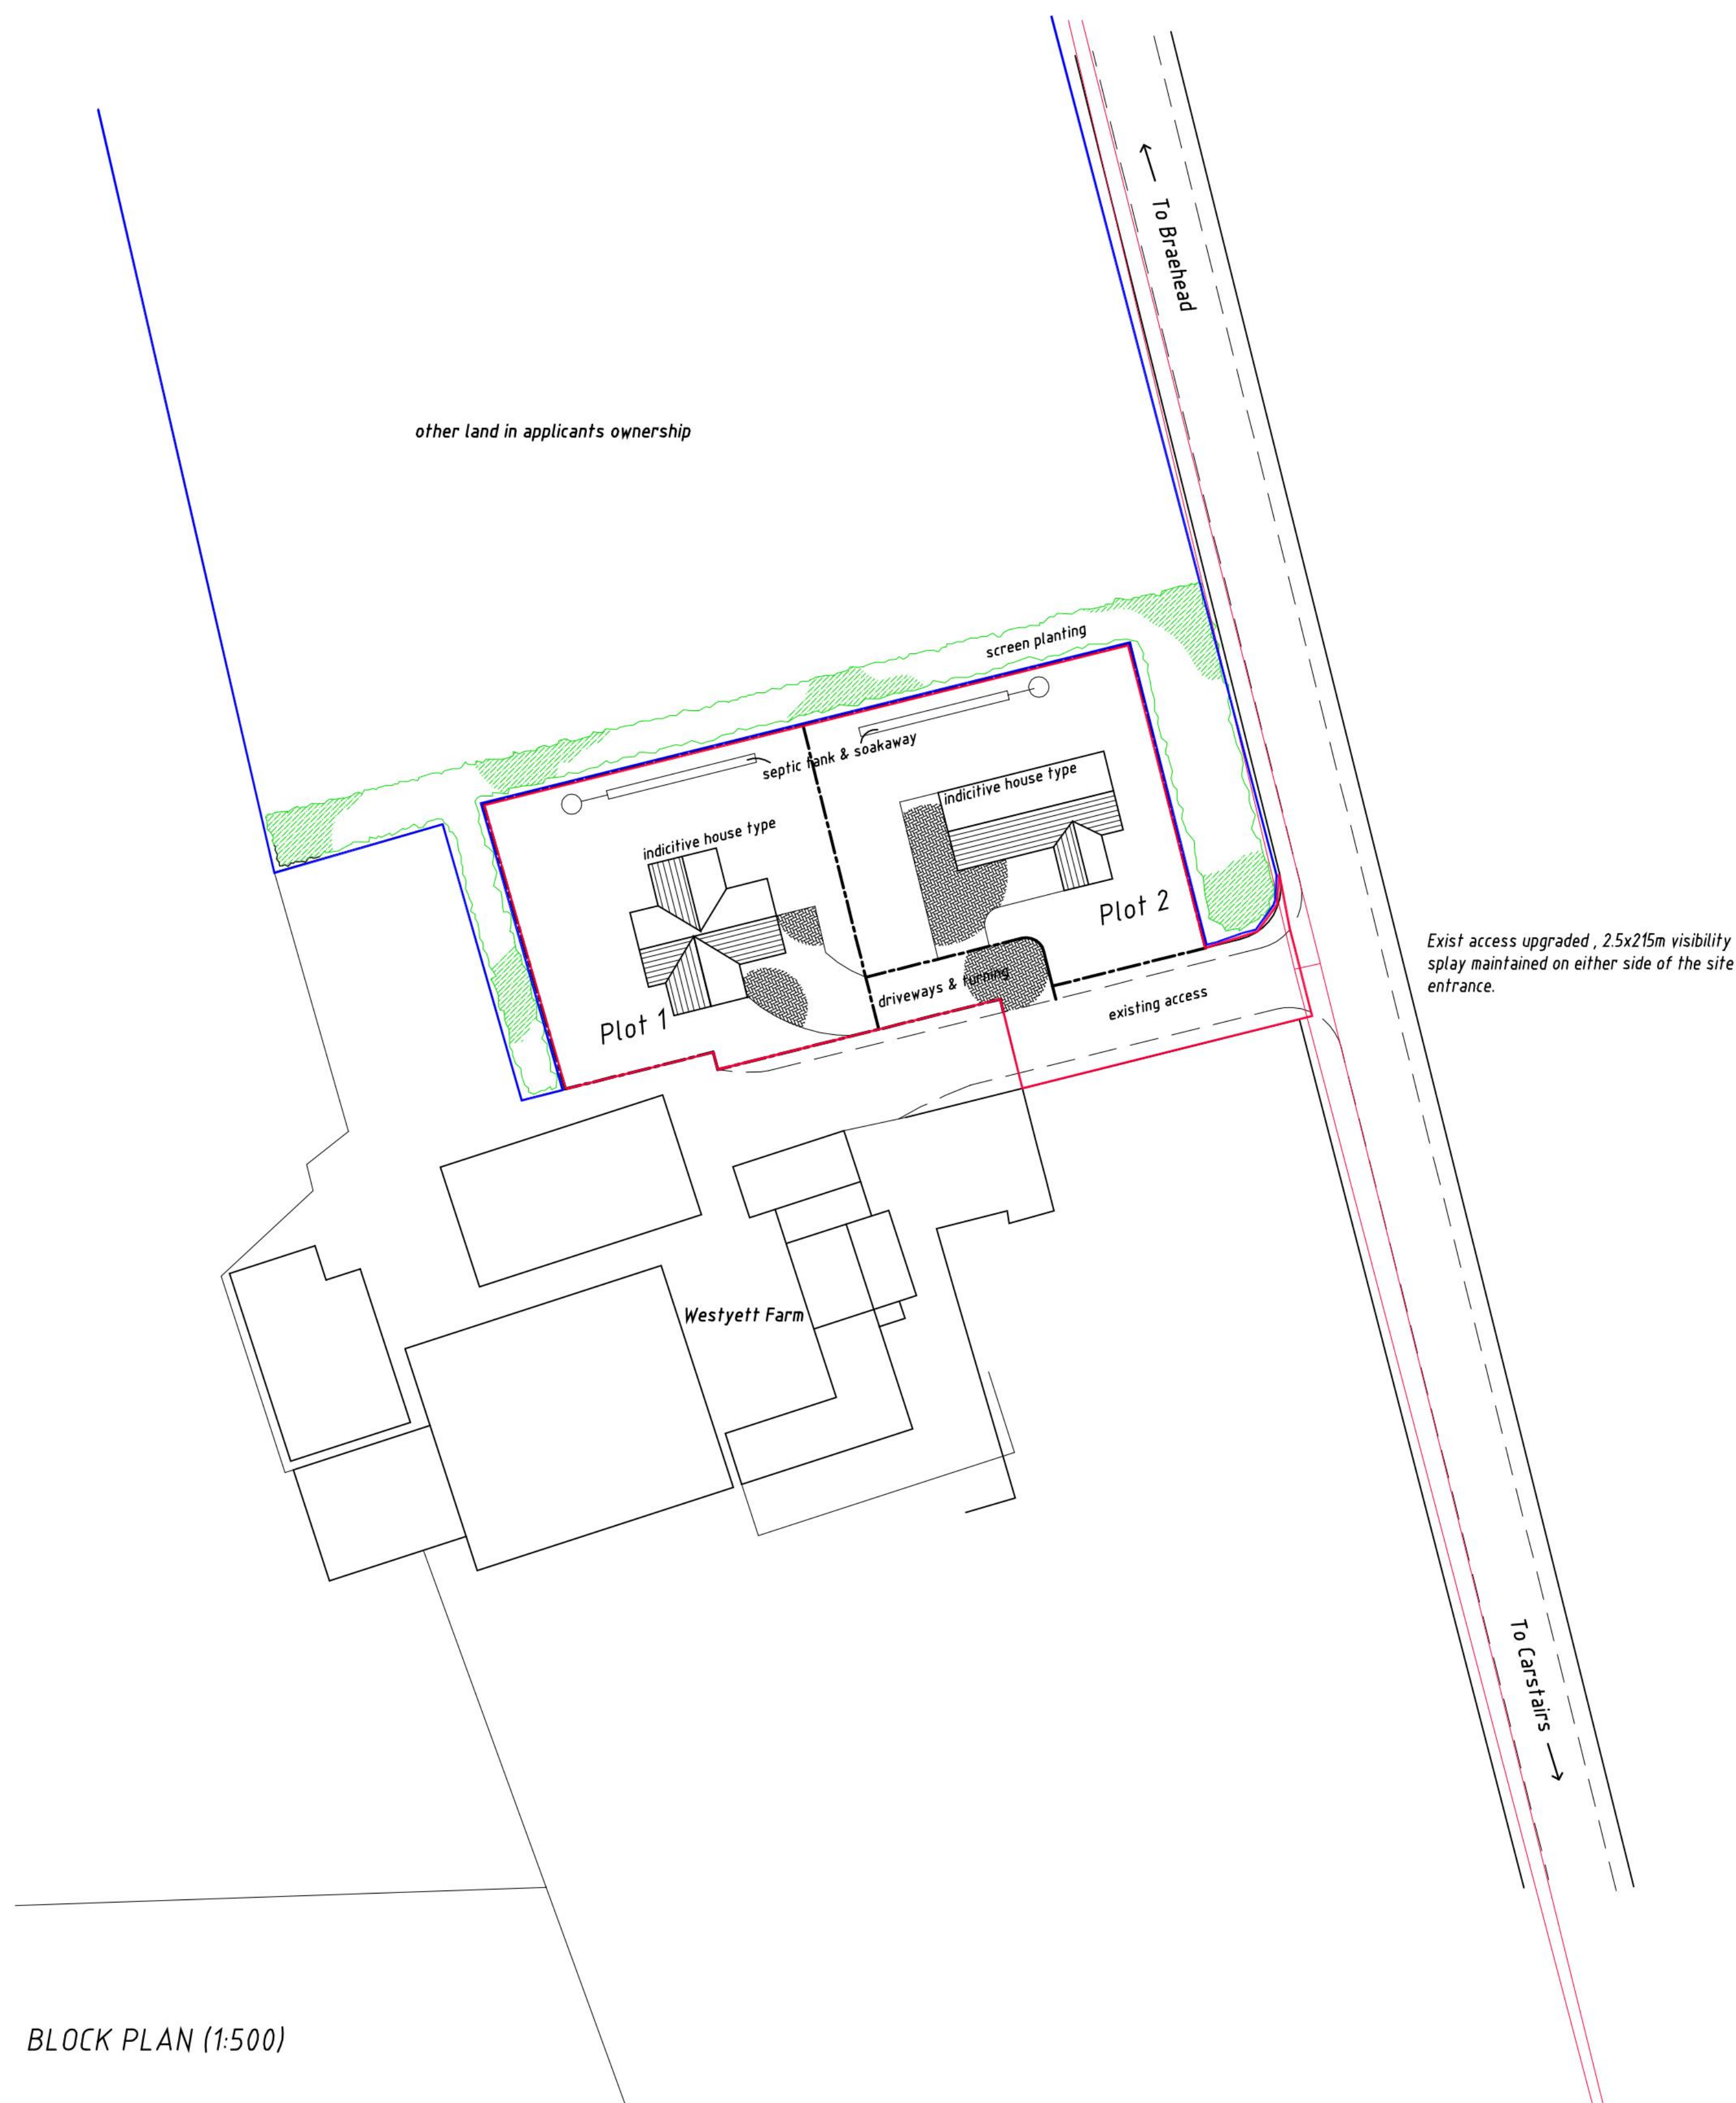 To Braehead
other land in applicants ownership
screen planting
septic tank & soakaway
indicitive house type
indicitive house type
Plot 2
Plot 1
driveways & turning
existing access
Exist access upgraded , 2.5x215m visibility
splay maintained on either side of the site
entrance.
Westyett Farm
To Carstairs
BLOCK PLAN (1:500)